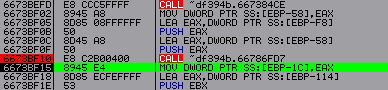 6673BEFD E8 CCC5FFFF CALL ~df394b.667384CE
6673BF02 8945 A8 MOV DWORD PTR SS:[EBP-58],EAX
6673BF05 8D85 08FFFFFF LEA EAX,DWORD PTR SS:[EBP-F8]
6673BF0B 50 PUSH EAX
6673BF0C 8D45 A8 LEA EAX,DWORD PTR SS:[EBP-58]
6673BF0F 50 PUSH EAX
6673BF10 E8 C2B00400 CALL ~df394b.66786FD7
6673BF15 8945 E4 MOV DWORD PTR SS:[EBP-1C],EAX
6673BF18 8D85 ECFEFFFF LEA EAX,DWORD PTR SS:[EBP-114]
6673BF1E 53 PUSH EBX